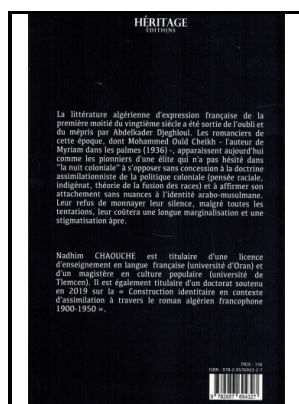 HÉRITAGE
ÉDITIONS
La littérature algérienne d'expression française de la
première moitié du vingtième siècle a été sortie de l'oubli et
du mépris par Abdelkader Djeghloul. Les romanciers de
cette époque, dont Mohammed Ould Cheikh - l'auteur de
Myriam dans les palmes (1936) -, apparaissent aujourd'hui
comme les pionniers d'une élite qui n'a pas hésité dans
"la nuit coloniale" à s'opposer sans concession à la doctrine
assimilationniste de la politique coloniale (pensée raciale,
indigénat, théorie de la fusion des races) et à affirmer son
attachement sans nuances à l'identité arabo-musulmane.
Leur refus de monnayer leur silence, malgré toutes les
tentations, leur coûtera une longue marginalisation et une
stigmatisation âpre.
Nadhim CHAOUCHE est titulaire d'une licence
d'enseignement en langue française (université d'Oran) et
d'un magistère en culture populaire (université de
Tlemcen). Il est également titulaire d'un doctorat soutenu
en 2019 sur la « Construction identitaire en contexte
d'assimilation à travers le roman algérien francophone
1900-1950 ».